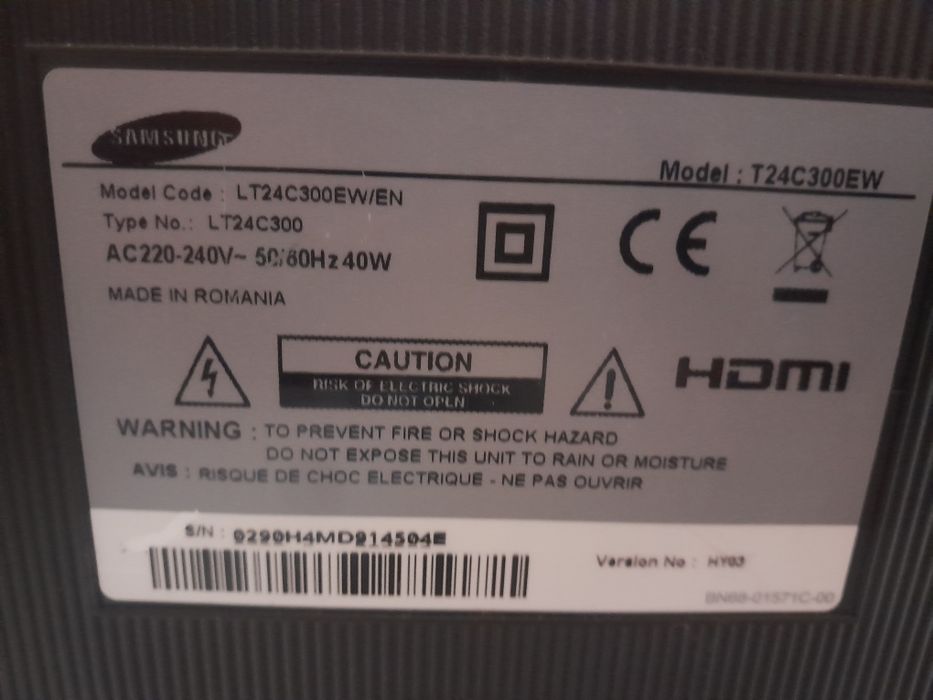 SAMSUNG
Model : T24C300EW
Model Code : LT24C300EW/EN
Type No.: LT24C300
AC220-240V~ 50/60Hz 40W
MADE IN ROMANIA
CAUTION
RISK OF ELECTRIC SHOCK
DO NOT OPEN
HDMI
WARNING : TO PREVENT FIRE OR SHOCK HAZARD
DO NOT EXPOSE THIS UNIT TO RAIN OR MOISTURE
AVIS : RISQUE DE CHOC ELECTRIQUE - NE PAS OUVRIR
S/N : 0290H4MD914504E
Version No : HY03
BN68-01571C-00